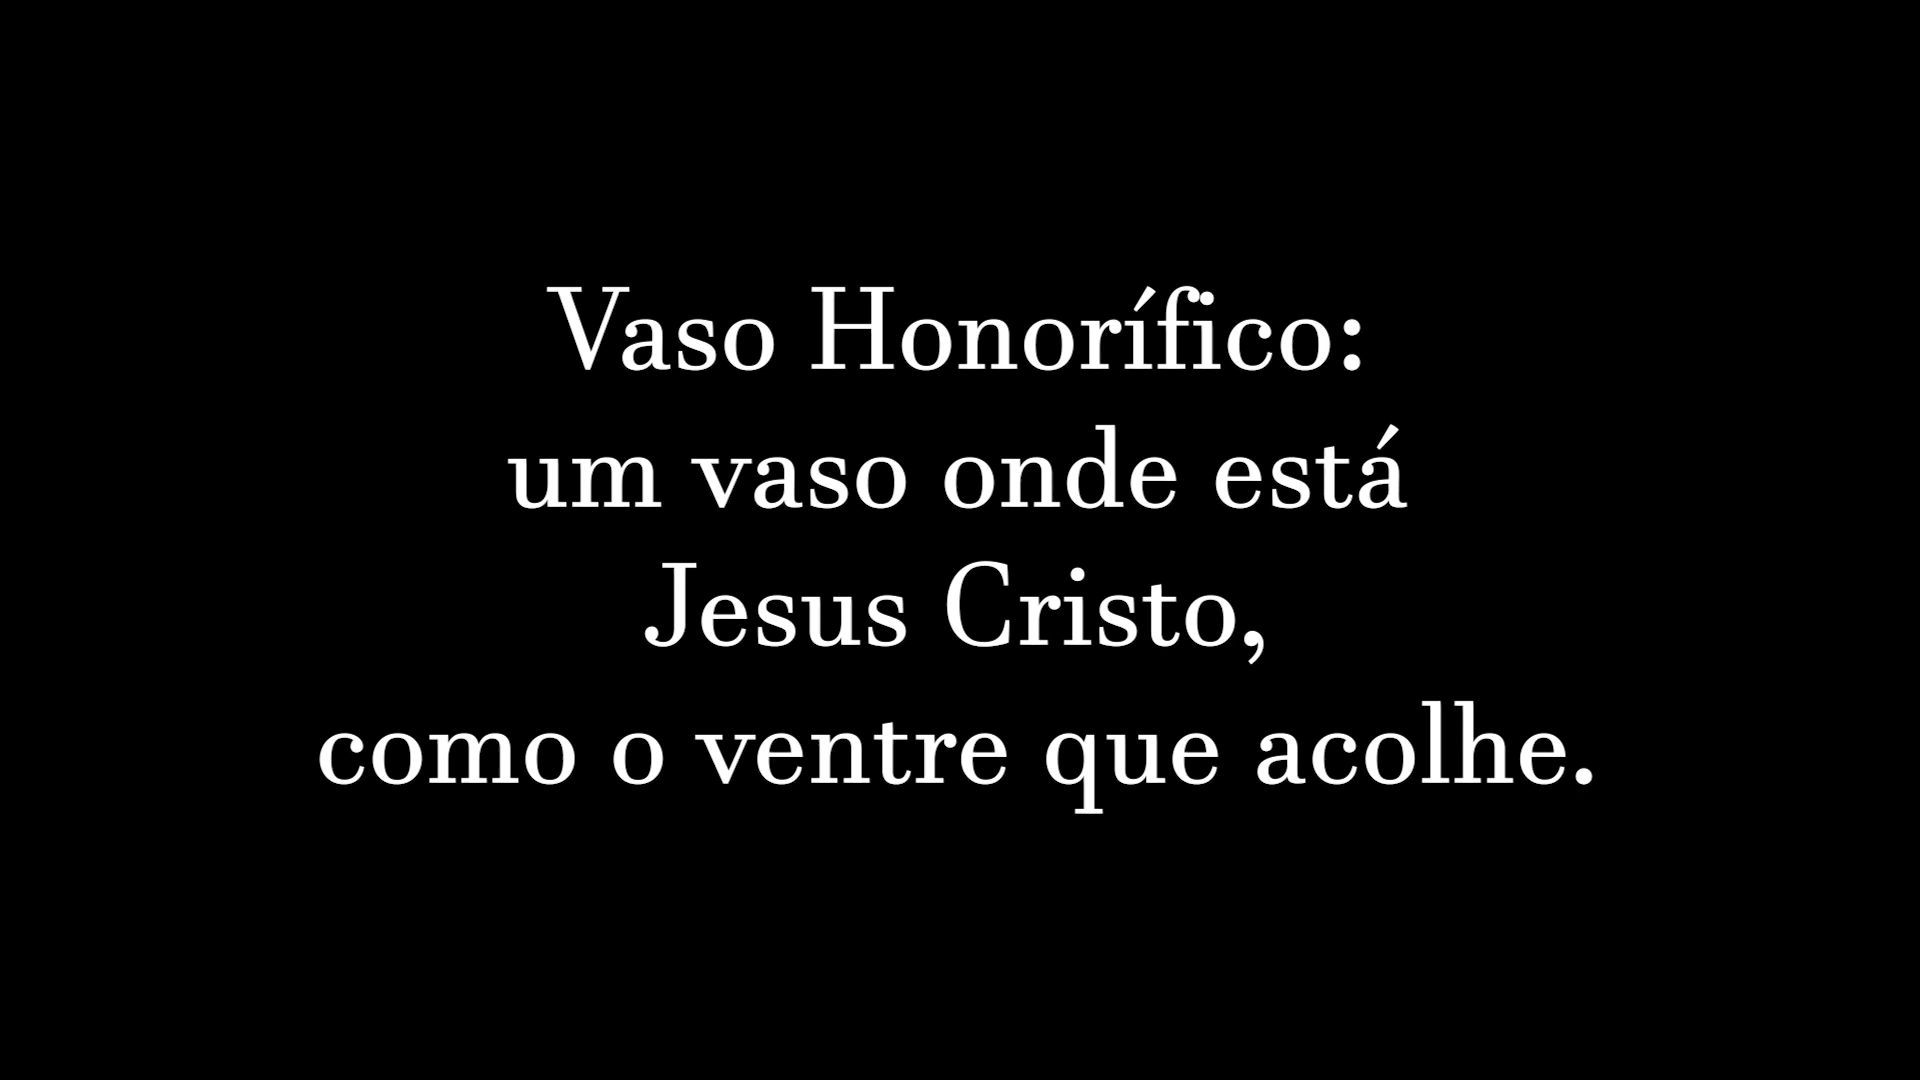 Vaso Honorífico:
um vaso onde está
Jesus Cristo,
como o ventre que acolhe.